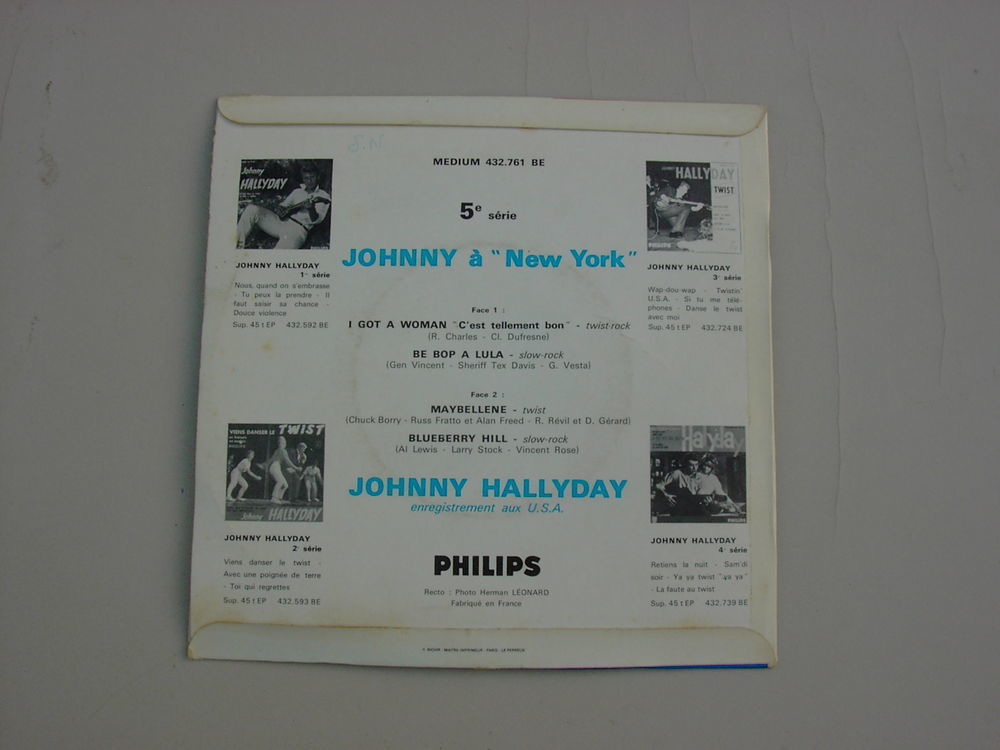 MEDIUM 432.761 BE
5e série
JOHNNY à "New York"
Face 1 :
I GOT A WOMAN "C'est tellement bon" - twist-rock
(R. Charles - Cl. Dufresne)
BE BOP A LULA - slow-rock
(Gen Vincent - Sheriff Tex Davis - G. Vesta)
Face 2 :
MAYBELLENE - twist
(Chuck Borry - Russ Fratto et Alan Freed - R. Révil et D. Gérard)
BLUEBERRY HILL - slow-rock
(Al Lewis - Larry Stock - Vincent Rose)
JOHNNY HALLYDAY
enregistrement aux U.S.A.
PHILIPS
Recto : Photo Herman LÉONARD
Fabriqué en France
Johnny
HALLYDAY
JOHNNY HALLYDAY
1e série
Nous, quand on s'embrasse
- Tu peux la prendre - Il
faut saisir sa chance -
Douce violence
Sup. 45 t EP 432.592 BE
VIENS DANSER LE TWIST
Johnny HALLYDAY
JOHNNY HALLYDAY
2e série
Viens danser le twist -
Avec une poignée de terre
- Toi qui regrettes
Sup. 45 t EP 432.593 BE
HALLYDAY
TWIST
PHILIPS
JOHNNY HALLYDAY
3e série
Wap-dou-wap - Twistin'
U.S.A. - Si tu me télé-
phones - Danse le twist
avec moi
Sup. 45 t EP 432.724 BE
PHILIPS
JOHNNY HALLYDAY
4e série
Retiens la nuit - Sam'di
soir - Ya ya twist "ya ya"
- La faute au twist
Sup. 45 t EP 432.739 BE